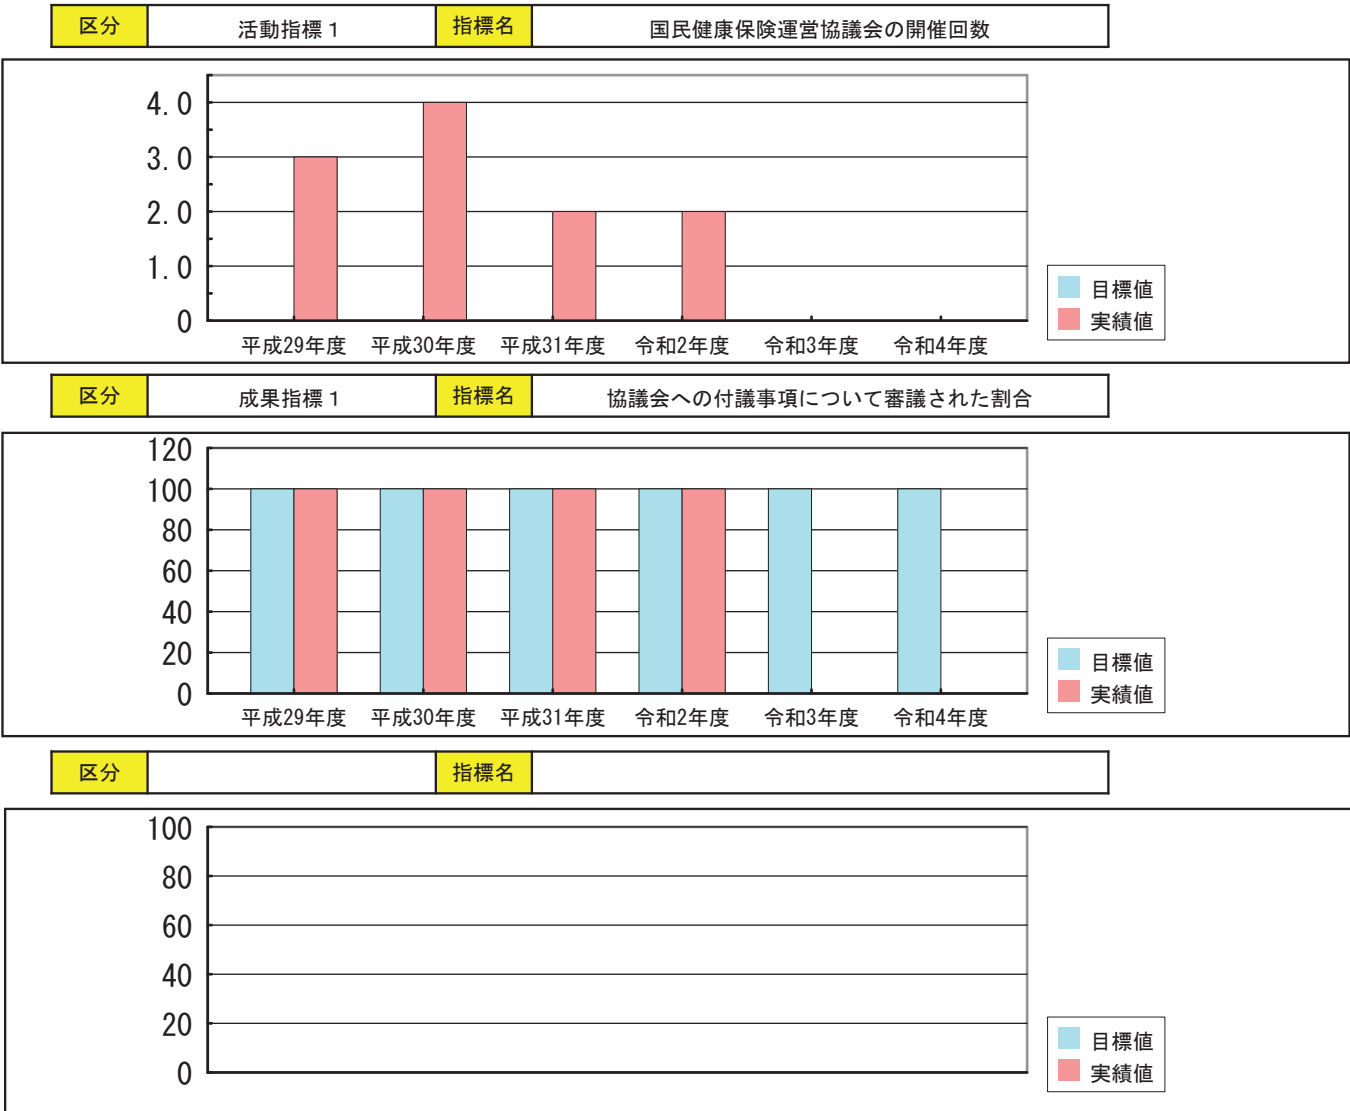 区分 活動指標１ 指標名 国民健康保険運営協議会の開催回数
4.0
3.0
2.0
1.0
0
平成29年度 平成30年度 平成31年度 令和2年度 令和3年度 令和4年度
目標値
実績値
区分 成果指標１ 指標名 協議会への付議事項について審議された割合
120
100
80
60
40
20
0
平成29年度 平成30年度 平成31年度 令和2年度 令和3年度 令和4年度
目標値
実績値
区分 指標名
100
80
60
40
20
0
目標値
実績値